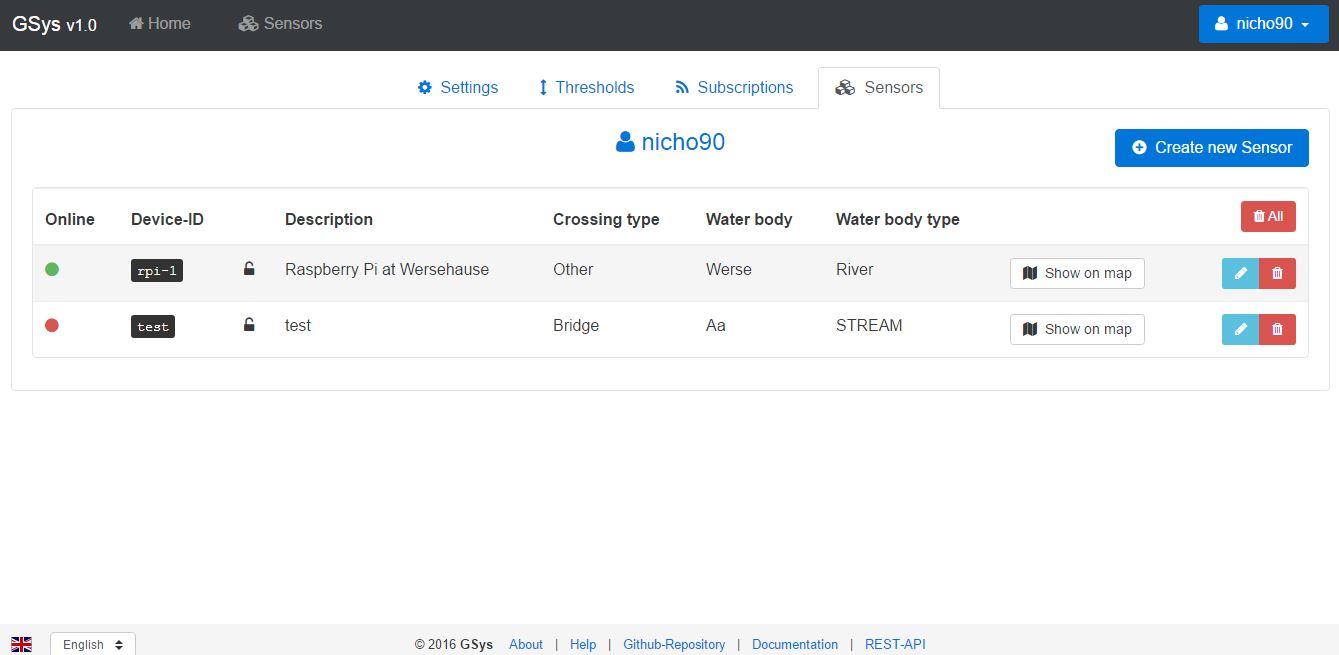 GSys v1.0 Home Sensors nicho90
Settings Thresholds Subscriptions Sensors
nicho90 Create new Sensor
Online Device-ID Description Crossing type Water body Water body type All
rpi-1 Raspberry Pi at Wersehause Other Werse River Show on map
test test Bridge Aa STREAM Show on map
English © 2016 GSys About | Help | Github-Repository | Documentation | REST-API